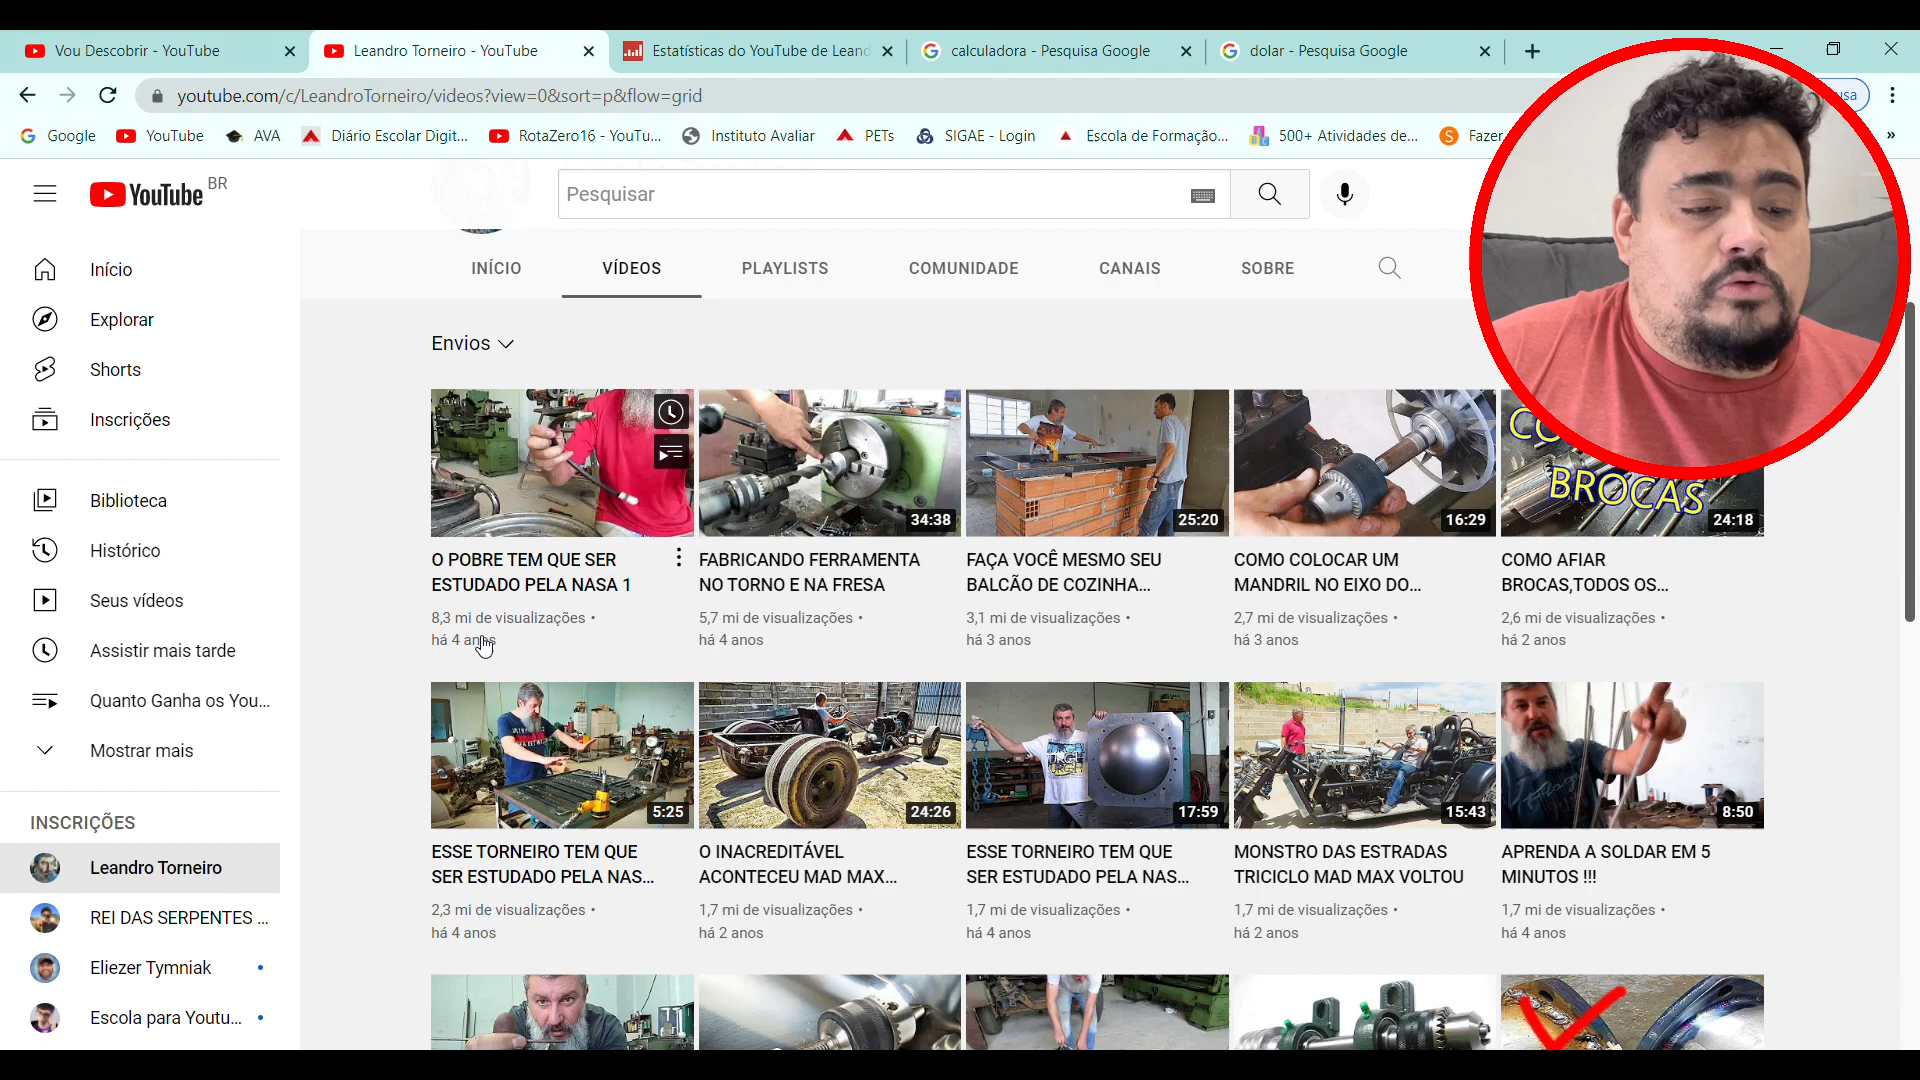 Vou Descobrir - YouTube
Leandro Torneiro - YouTube
Estatísticas do YouTube de Leand
calculadora - Pesquisa Google
dolar - Pesquisa Google
youtube.com/c/LeandroTorneiro/videos?view=0&sort=p&flow=grid
usa
Google
YouTube
AVA
Diário Escolar Digit...
RotaZero16 - YouTu...
Instituto Avaliar
PETs
SIGAE - Login
Escola de Formação...
500+ Atividades de...
Fazer
YouTube BR
Pesquisar
Início
Explorar
Shorts
Inscrições
Biblioteca
Histórico
Seus vídeos
Assistir mais tarde
Quanto Ganha os You...
Mostrar mais
INSCRIÇÕES
Leandro Torneiro
REI DAS SERPENTES ...
Eliezer Tymniak
Escola para Youtu...
INÍCIO
VÍDEOS
PLAYLISTS
COMUNIDADE
CANAIS
SOBRE
Envios
O POBRE TEM QUE SER
ESTUDADO PELA NASA 1
8,3 mi de visualizações •
há 4 anos
34:38
FABRICANDO FERRAMENTA
NO TORNO E NA FRESA
5,7 mi de visualizações •
há 4 anos
25:20
FAÇA VOCÊ MESMO SEU
BALCÃO DE COZINHA...
3,1 mi de visualizações •
há 3 anos
16:29
COMO COLOCAR UM
MANDRIL NO EIXO DO...
2,7 mi de visualizações •
há 3 anos
BROCAS
24:18
COMO AFIAR
BROCAS,TODOS OS...
2,6 mi de visualizações •
há 2 anos
5:25
ESSE TORNEIRO TEM QUE
SER ESTUDADO PELA NAS...
2,3 mi de visualizações •
há 4 anos
24:26
O INACREDITÁVEL
ACONTECEU MAD MAX...
1,7 mi de visualizações •
há 2 anos
17:59
ESSE TORNEIRO TEM QUE
SER ESTUDADO PELA NAS...
1,7 mi de visualizações •
há 4 anos
15:43
MONSTRO DAS ESTRADAS
TRICICLO MAD MAX VOLTOU
1,7 mi de visualizações •
há 2 anos
8:50
APRENDA A SOLDAR EM 5
MINUTOS !!!
1,7 mi de visualizações •
há 4 anos